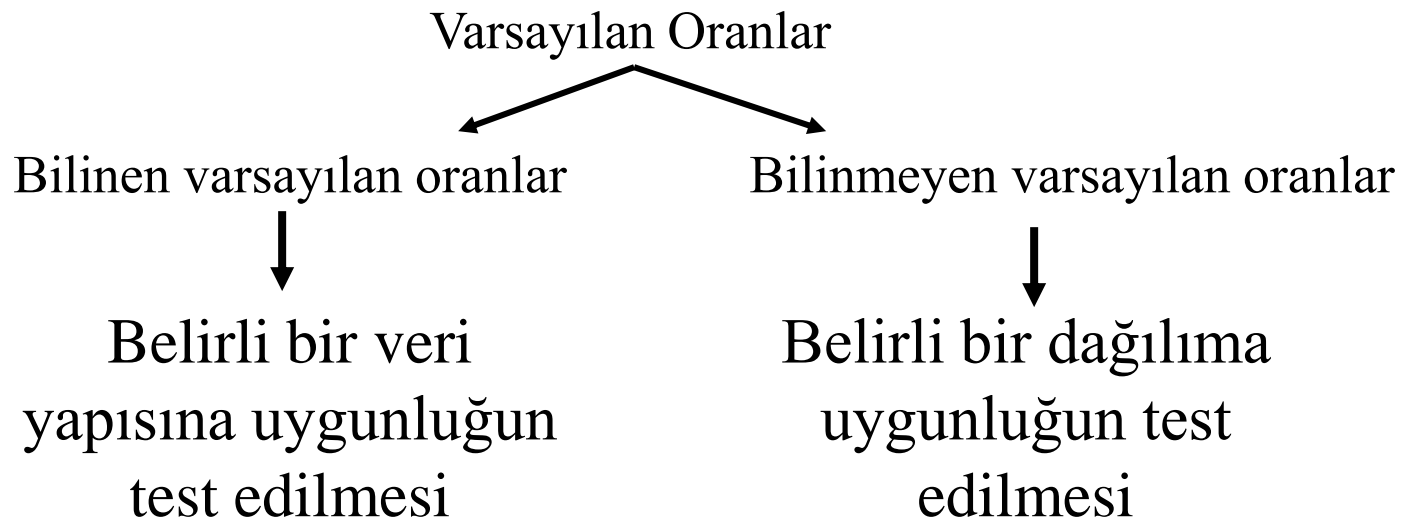 Varsayılan Oranlar
Bilinen varsayılan oranlar
Bilinmeyen varsayılan oranlar
Belirli bir veri
yapısına uygunluğun
test edilmesi
Belirli bir dağılıma
uygunluğun test
edilmesi